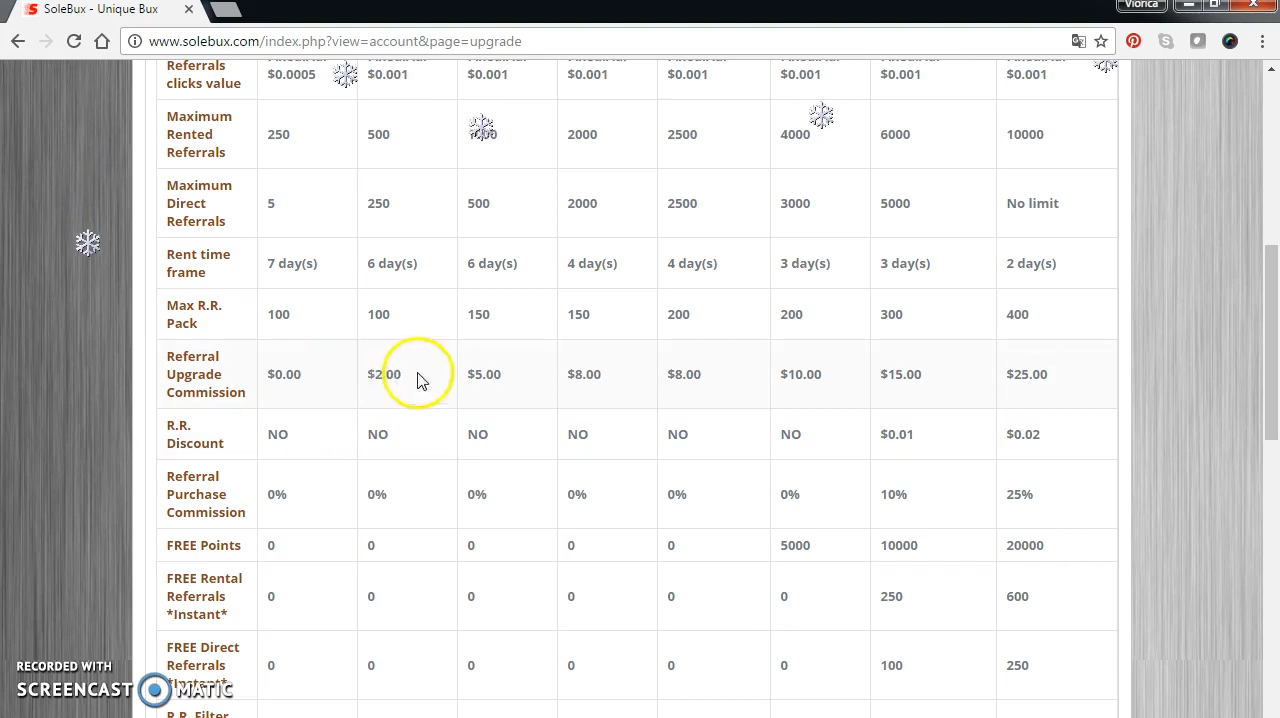 SoleBux - Unique Bux
Viorica
www.solebux.com/index.php?view=account&page=upgrade
Referrals
clicks value
$0.0005 $0.001 $0.001 $0.001 $0.001 $0.001 $0.001 $0.001
Maximum
Rented
Referrals
250 500 2000 2500 4000 6000 10000
Maximum
Direct
Referrals
5 250 500 2000 2500 3000 5000 No limit
Rent time
frame
7 day(s) 6 day(s) 6 day(s) 4 day(s) 4 day(s) 3 day(s) 3 day(s) 2 day(s)
Max R.R.
Pack
100 100 150 150 200 200 300 400
Referral
Upgrade
Commission
$0.00 $2.00 $5.00 $8.00 $8.00 $10.00 $15.00 $25.00
R.R.
Discount
NO NO NO NO NO NO $0.01 $0.02
Referral
Purchase
Commission
0% 0% 0% 0% 0% 0% 10% 25%
FREE Points 0 0 0 0 0 5000 10000 20000
FREE Rental
Referrals
*Instant*
0 0 0 0 0 0 250 600
FREE Direct
Referrals
*Instant*
0 0 0 0 0 0 100 250
R.R. Filter
RECORDED WITH
SCREENCAST MATIC